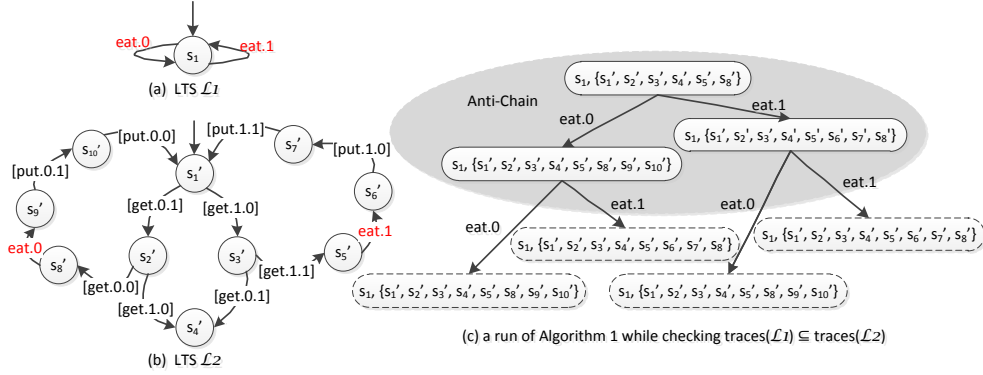 eat.0
s1
eat.1
(a) LTS L1
[put.0.0]
[put.1.1]
s10'
s7'
[put.0.1]
s1'
[put.1.0]
s9'
[get.0.1]
[get.1.0]
s6'
eat.0
eat.1
s8'
s2'
s3'
s5'
[get.0.0]
[get.1.1]
[get.1.0]
[get.0.1]
s4'
(b) LTS L2
s1, {s1', s2', s3', s4', s5', s8'}
Anti-Chain
eat.0
eat.1
s1, {s1', s2', s3', s4', s5', s6', s7', s8'}
s1, {s1', s2', s3', s4', s5', s8', s9', s10'}
eat.0
eat.1
eat.0
eat.1
s1, {s1', s2', s3', s4', s5', s6', s7', s8'}
s1, {s1', s2', s3', s4', s5', s6', s7', s8'}
s1, {s1', s2', s3', s4', s5', s8', s9', s10'}
s1, {s1', s2', s3', s4', s5', s8', s9', s10'}
(c) a run of Algorithm 1 while checking traces(L1) ⊆ traces(L2)